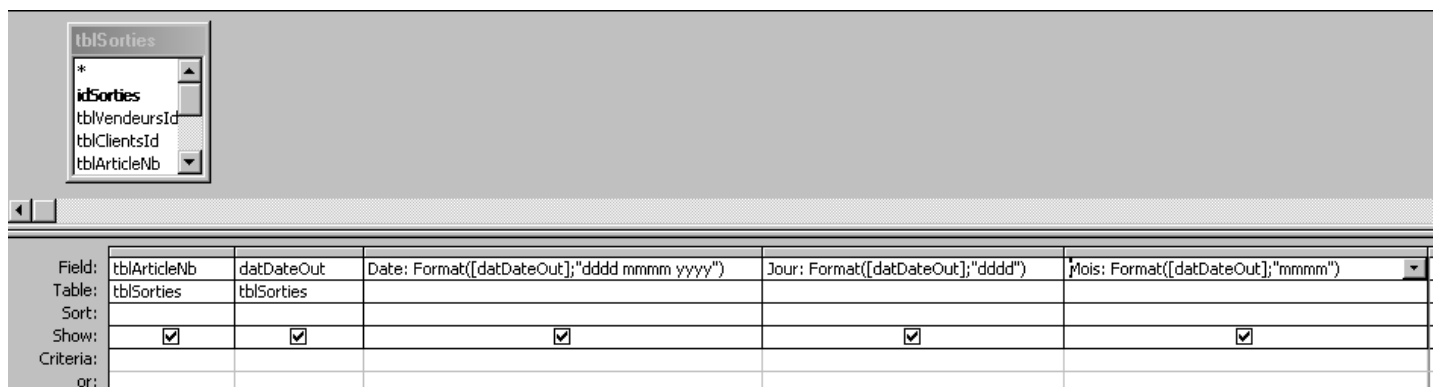 tblSorties
*
idSorties
tblVendeursId
tblClientsId
tblArticleNb
Field: tblArticleNb datDateOut Date: Format([datDateOut];"dddd mmmm yyyy") Jour: Format([datDateOut];"dddd") Mois: Format([datDateOut];"mmmm")
Table: tblSorties tblSorties
Sort:
Show:
Criteria:
or: